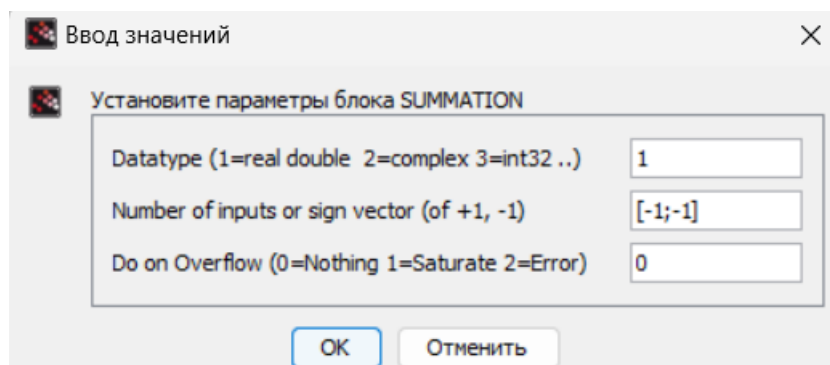 Ввод значений
Установите параметры блока SUMMATION
Datatype (1=real double 2=complex 3=int32 ..) 1
Number of inputs or sign vector (of +1, -1) [-1;-1]
Do on Overflow (0=Nothing 1=Saturate 2=Error) 0
OK Отменить